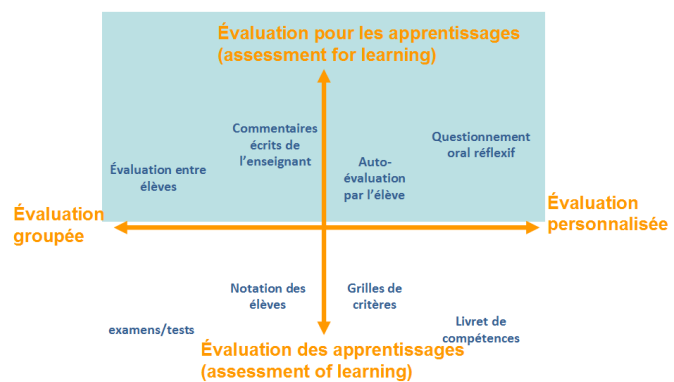 Évaluation pour les apprentissages
(assessment for learning)
Commentaires
écrits de
l’enseignant
Questionnement
oral réflexif
Évaluation entre
élèves
Auto-
évaluation
par l’élève
Évaluation
groupée
Évaluation
personnalisée
Notation des
élèves
Grilles de
critères
examens/tests
Livret de
compétences
Évaluation des apprentissages
(assessment of learning)